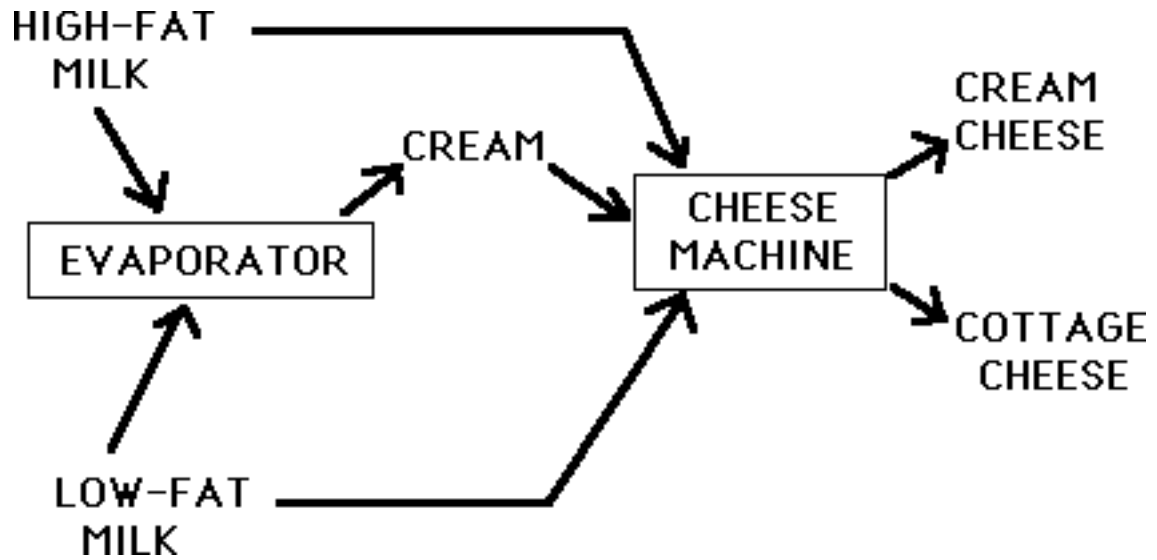 HIGH-FAT
MILK
CREAM
CHEESE
CREAM
CHEESE
MACHINE
EVAPORATOR
COTTAGE
CHEESE
LOW-FAT
MILK